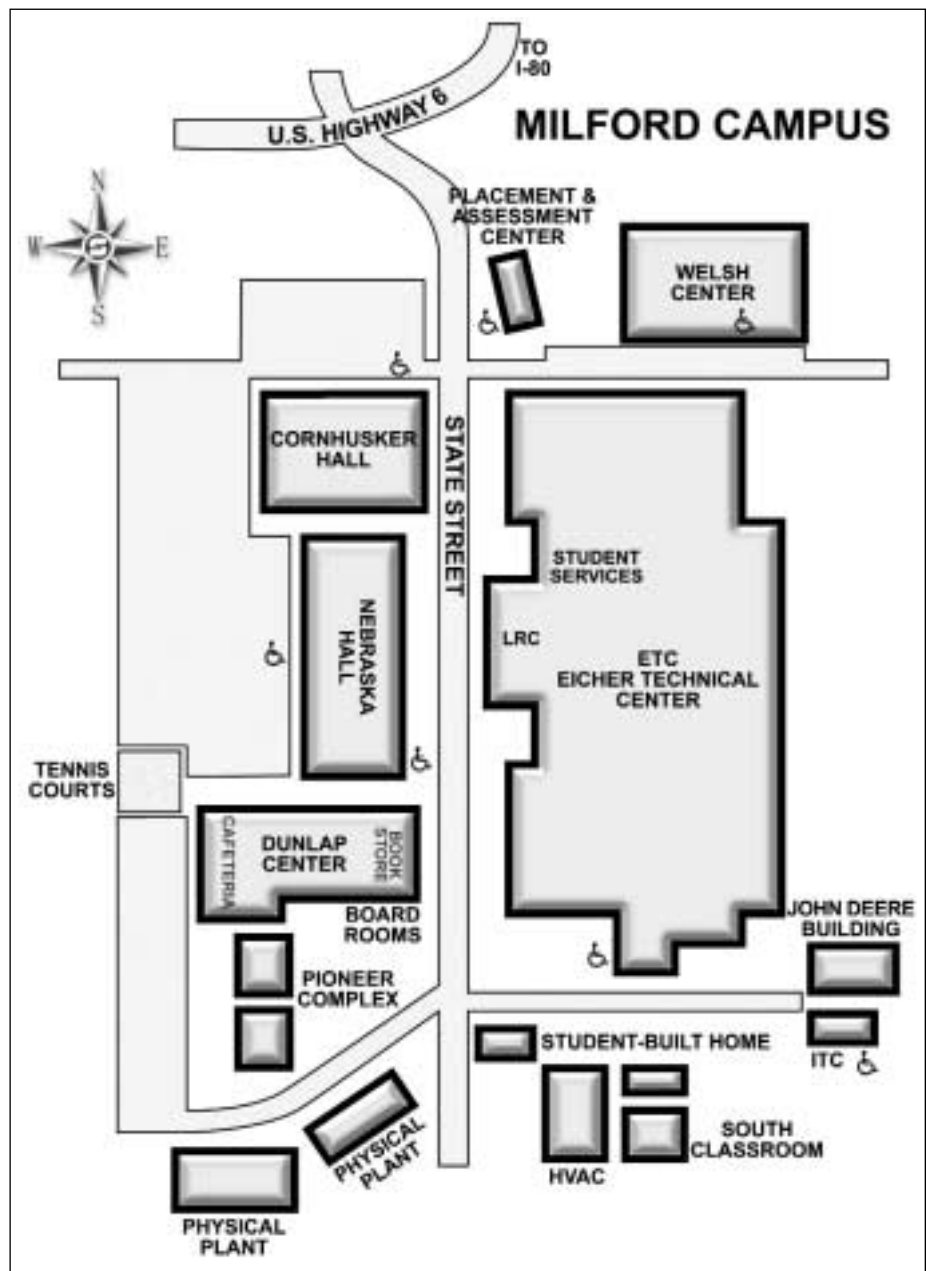 TO
I-80
U.S. HIGHWAY 6
MILFORD CAMPUS
N
W
E
S
PLACEMENT &
ASSESSMENT
CENTER
WELSH
CENTER
CORNHUSKER
HALL
STATE STREET
STUDENT
SERVICES
NEBRASKA
HALL
LRC
ETC
EICHER TECHNICAL
CENTER
TENNIS
COURTS
CAFETERIA
DUNLAP
CENTER
BOOK
STORE
BOARD
ROOMS
JOHN DEERE
BUILDING
PIONEER
COMPLEX
STUDENT-BUILT HOME
ITC
PHYSICAL
PLANT
HVAC
SOUTH
CLASSROOM
PHYSICAL
PLANT